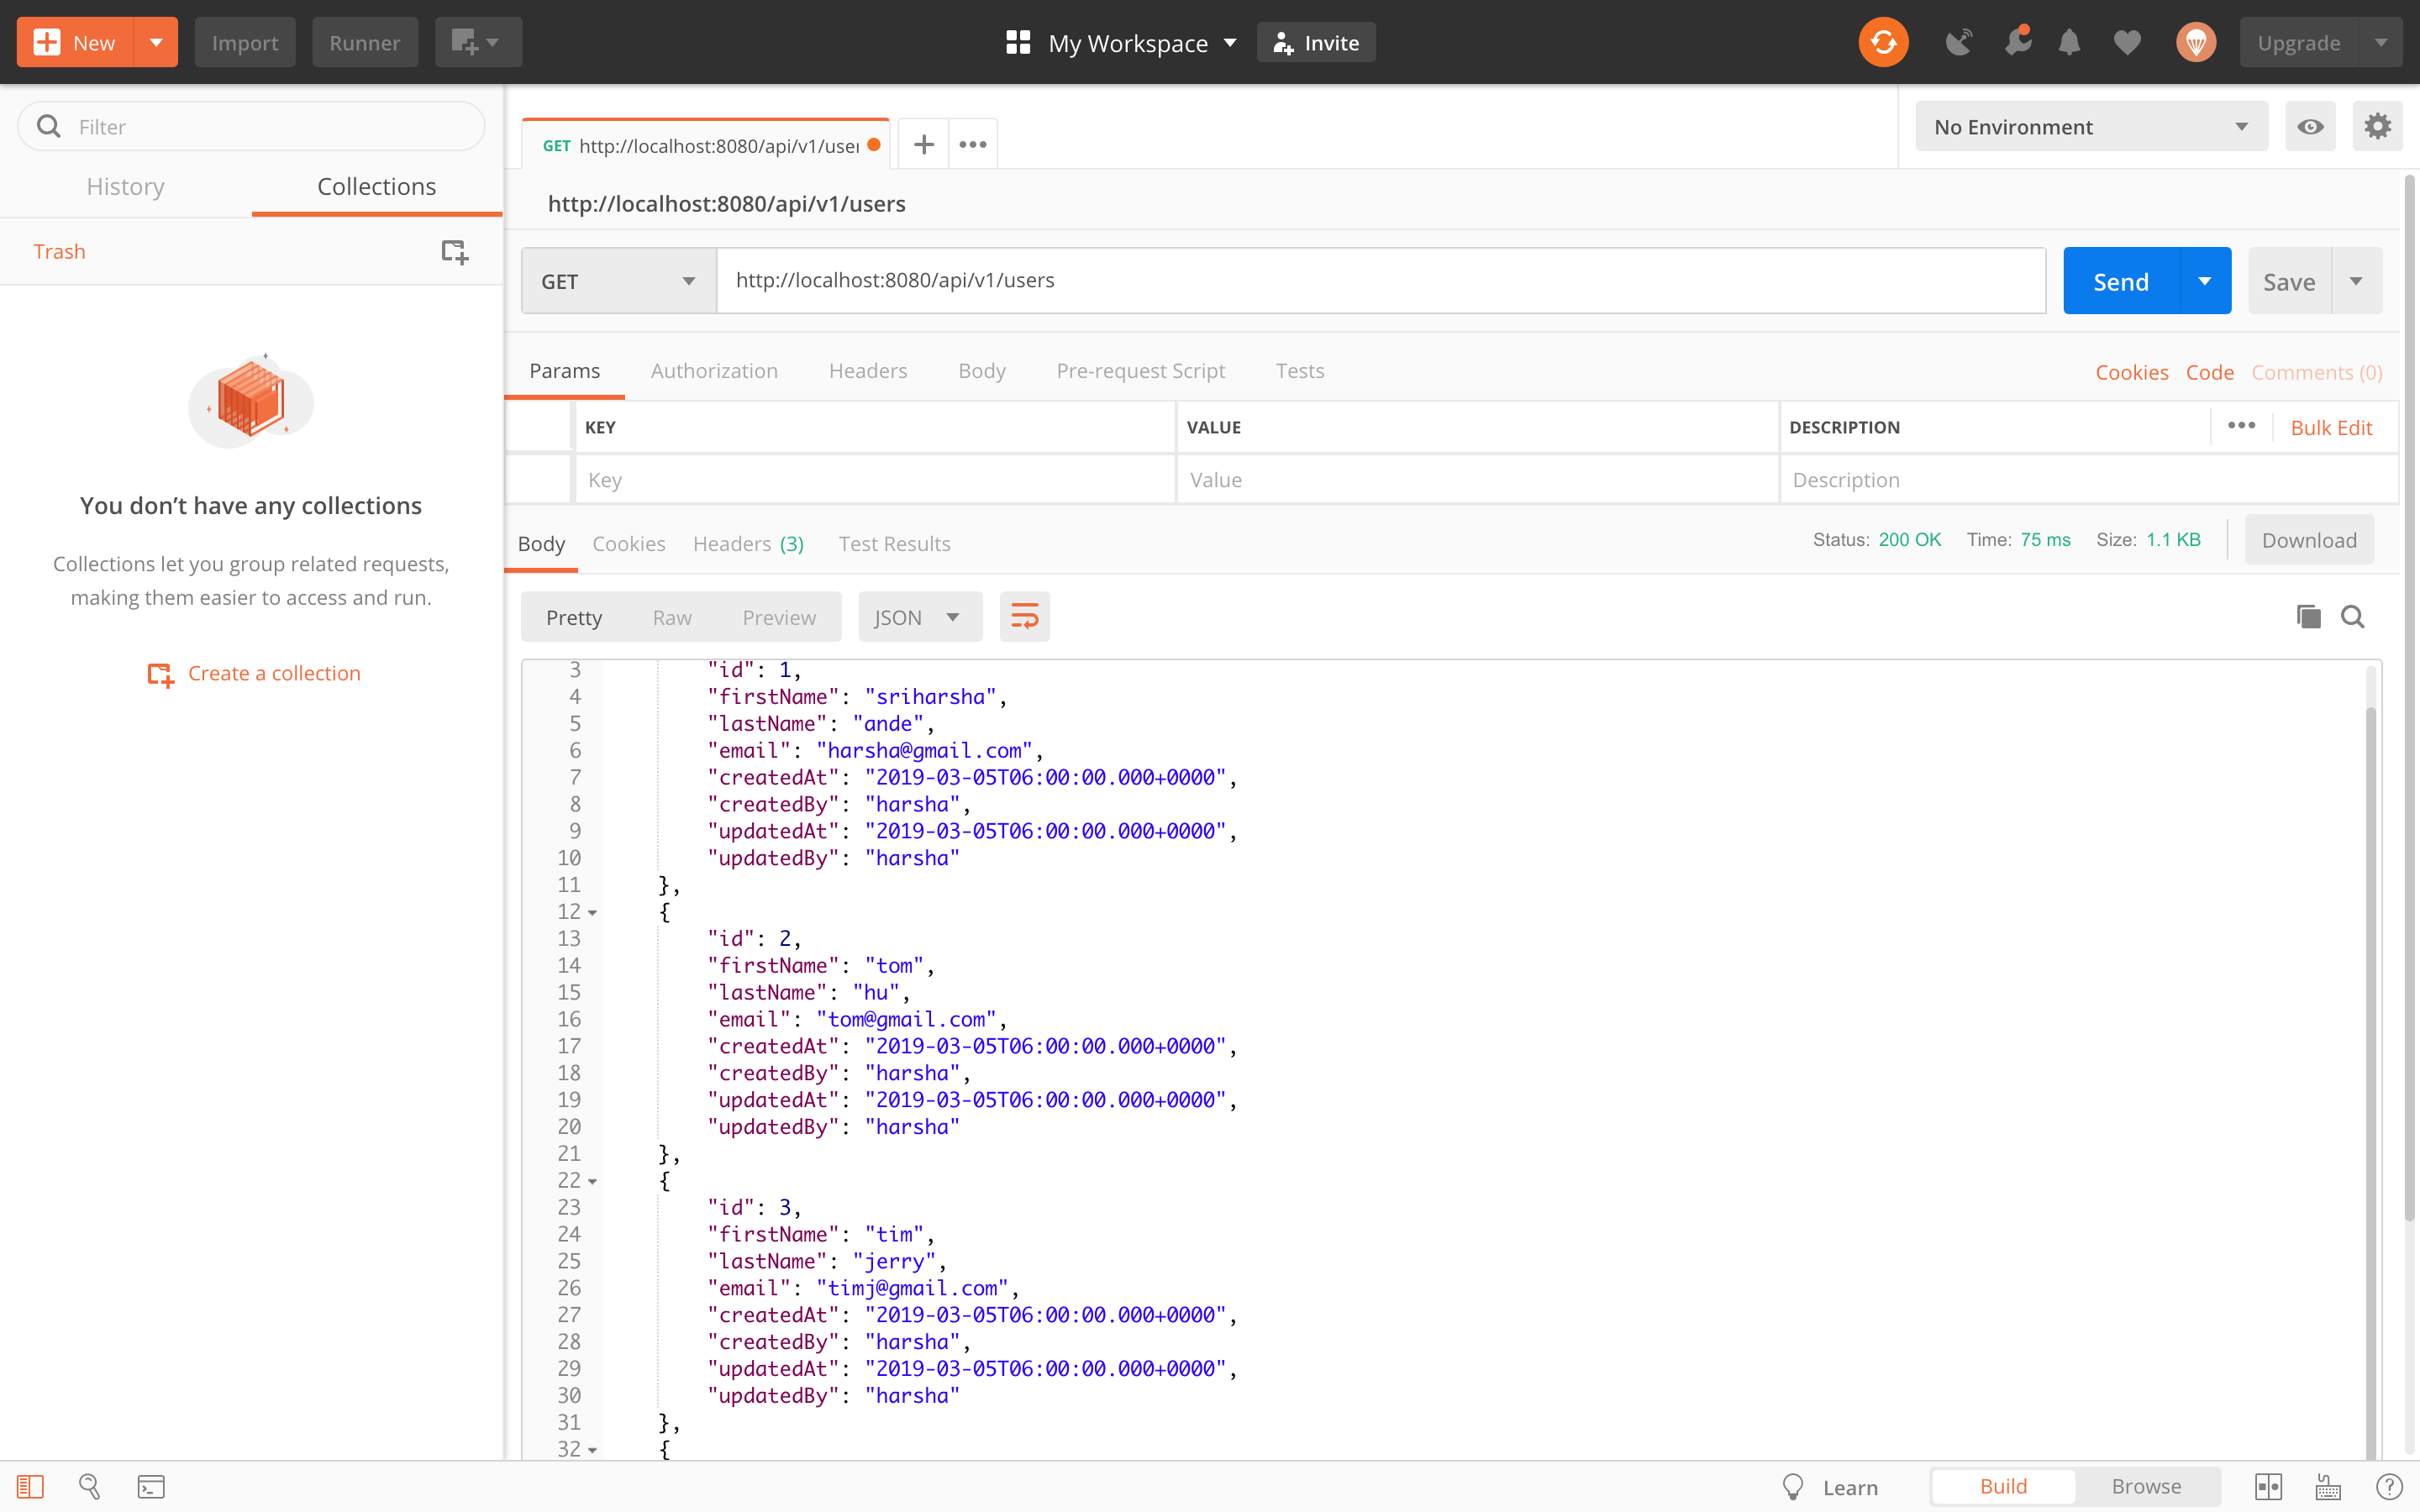 New
Import
Runner
My Workspace
Invite
Upgrade
Filter
History
Collections
Trash
You don’t have any collections
Collections let you group related requests,
making them easier to access and run.
Create a collection
GET http://localhost:8080/api/v1/user
No Environment
http://localhost:8080/api/v1/users
GET
http://localhost:8080/api/v1/users
Send
Save
Params
Authorization
Headers
Body
Pre-request Script
Tests
Cookies
Code
Comments (0)
KEY
VALUE
DESCRIPTION
Bulk Edit
Key
Value
Description
Body
Cookies
Headers (3)
Test Results
Status: 200 OK
Time: 75 ms
Size: 1.1 KB
Download
Pretty
Raw
Preview
JSON
3 "id": 1,
4 "firstName": "sriharsha",
5 "lastName": "ande",
6 "email": "harsha@gmail.com",
7 "createdAt": "2019-03-05T06:00:00.000+0000",
8 "createdBy": "harsha",
9 "updatedAt": "2019-03-05T06:00:00.000+0000",
10 "updatedBy": "harsha"
11 },
12 {
13 "id": 2,
14 "firstName": "tom",
15 "lastName": "hu",
16 "email": "tom@gmail.com",
17 "createdAt": "2019-03-05T06:00:00.000+0000",
18 "createdBy": "harsha",
19 "updatedAt": "2019-03-05T06:00:00.000+0000",
20 "updatedBy": "harsha"
21 },
22 {
23 "id": 3,
24 "firstName": "tim",
25 "lastName": "jerry",
26 "email": "timj@gmail.com",
27 "createdAt": "2019-03-05T06:00:00.000+0000",
28 "createdBy": "harsha",
29 "updatedAt": "2019-03-05T06:00:00.000+0000",
30 "updatedBy": "harsha"
31 },
32 {
Learn
Build
Browse